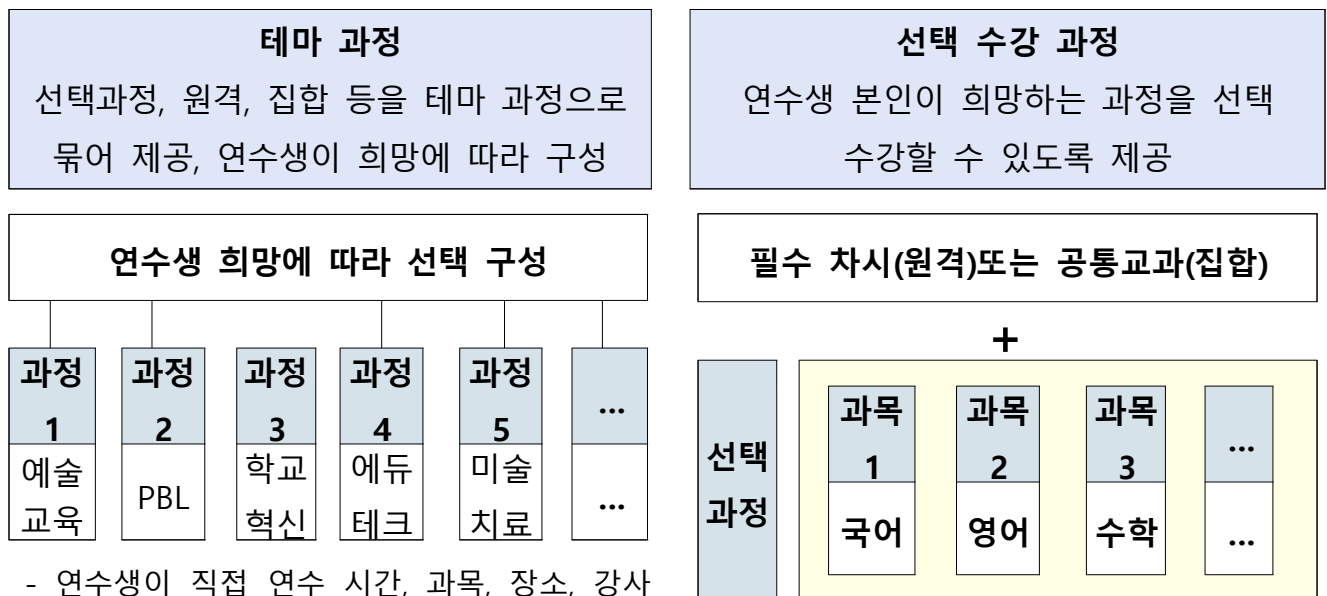 테마 과정
선택과정, 원격, 집합 등을 테마 과정으로
묶어 제공, 연수생이 희망에 따라 구성
연수생 희망에 따라 선택 구성
과정 1
과정 2
과정 3
과정 4
과정 5
...
예술 교육
PBL
학교 혁신
에듀 테크
미술 치료
...
- 연수생이 직접 연수 시간, 과목, 장소, 강사
선택 수강 과정
연수생 본인이 희망하는 과정을 선택
수강할 수 있도록 제공
필수 차시(원격)또는 공통교과(집합)
+
선택 과정
과목 1
과목 2
과목 3
...
국어
영어
수학
...